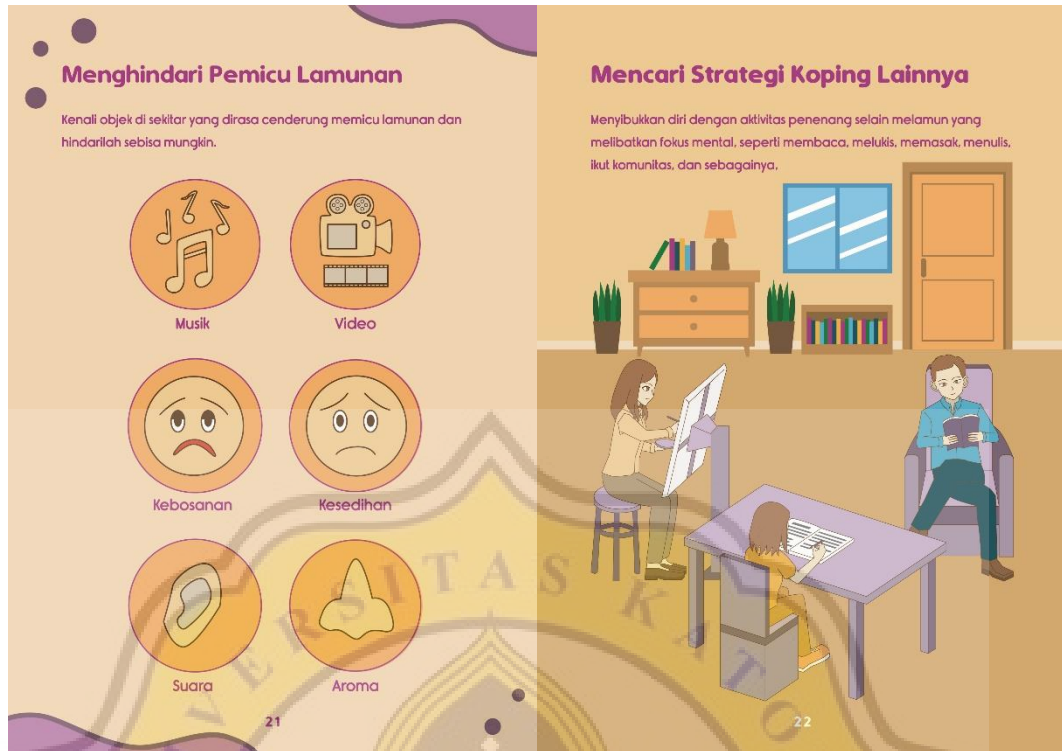 Menghindari Pemicu Lamunan
Kenali objek di sekitar yang dirasa cenderung memicu lamunan dan
hindarilah sebisa mungkin.
Musik
Video
Kebosanan
Kesedihan
Suara
Aroma
21
Mencari Strategi Koping Lainnya
Menyibukkan diri dengan aktivitas penenang selain melamun yang
melibatkan fokus mental, seperti membaca, melukis, memasak, menulis,
ikut komunitas, dan sebagainya,
22
VERSITAS KATO